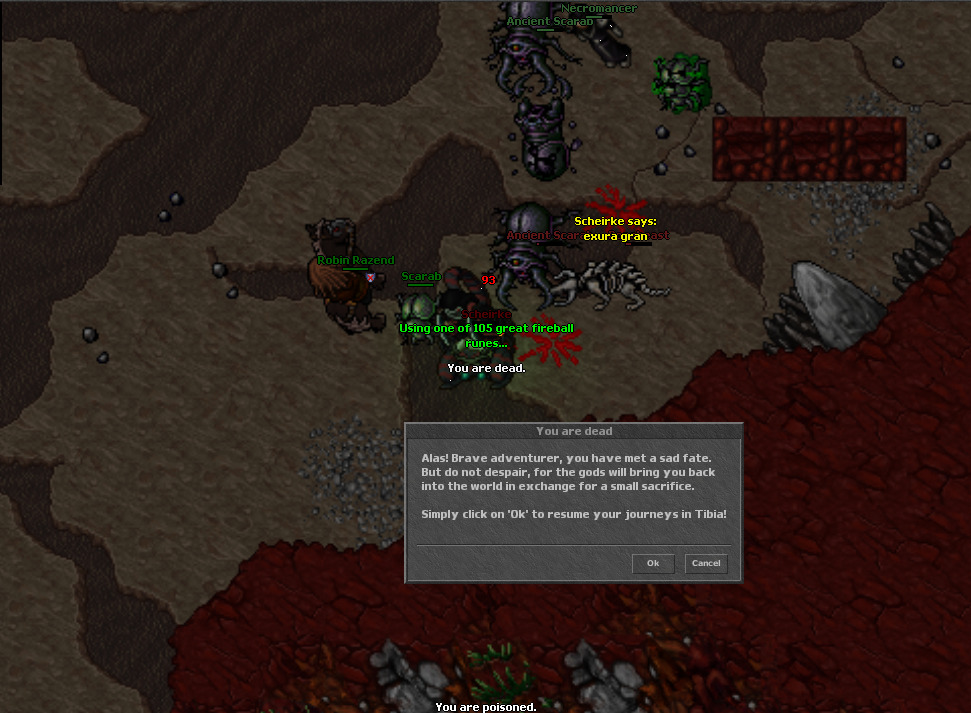 Necromancer
Ancient Scarab
Scheirke says:
exura gran
Ancient Scar
ast
Robin Razend
Scarab
93
Scheirke
Using one of 105 great fireball
runes...
You are dead.
You are dead
Alas! Brave adventurer, you have met a sad fate.
But do not despair, for the gods will bring you back
into the world in exchange for a small sacrifice.
Simply click on 'Ok' to resume your journeys in Tibia!
Ok
Cancel
You are poisoned.